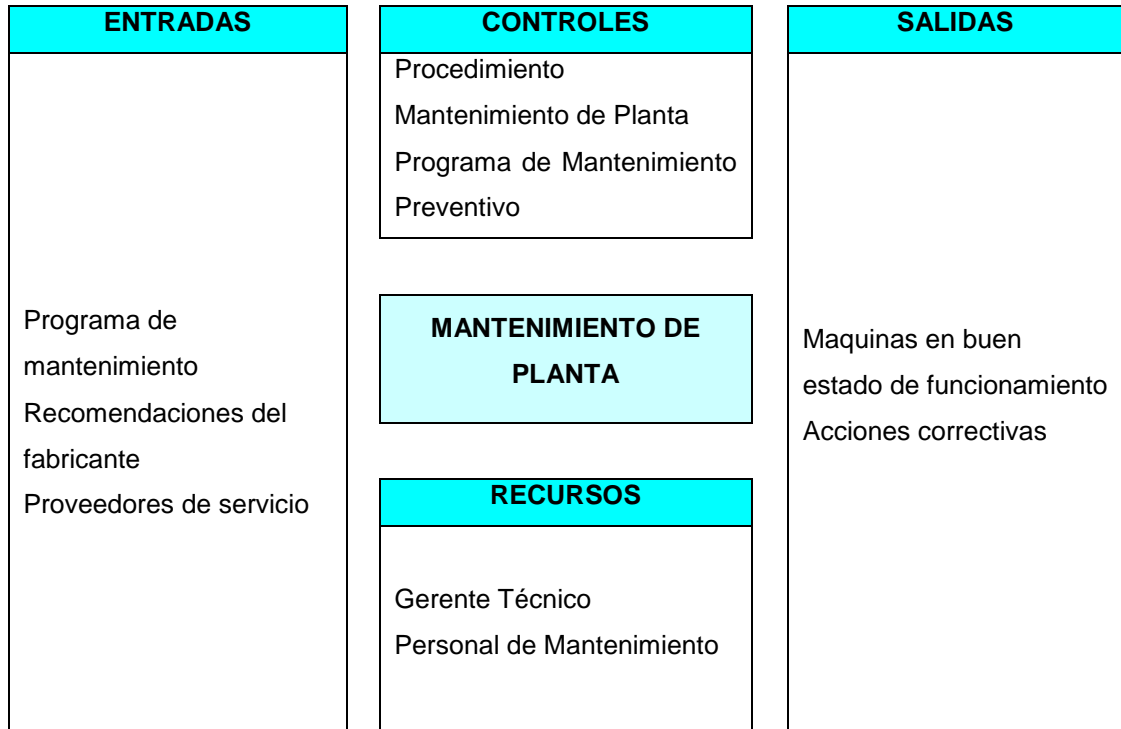 ENTRADAS
Programa de
mantenimiento
Recomendaciones del
fabricante
Proveedores de servicio
CONTROLES
Procedimiento
Mantenimiento de Planta
Programa de Mantenimiento
Preventivo
MANTENIMIENTO DE
PLANTA
RECURSOS
Gerente Técnico
Personal de Mantenimiento
SALIDAS
Maquinas en buen
estado de funcionamiento
Acciones correctivas